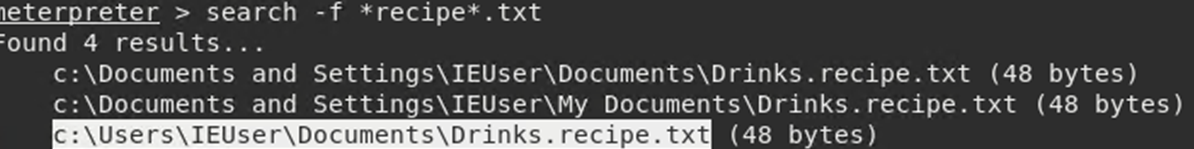 meterpreter > search -f *recipe*.txt
Found 4 results...
c:\Documents and Settings\IEUser\Documents\Drinks.recipe.txt (48 bytes)
c:\Documents and Settings\IEUser\My Documents\Drinks.recipe.txt (48 bytes)
c:\Users\IEUser\Documents\Drinks.recipe.txt (48 bytes)